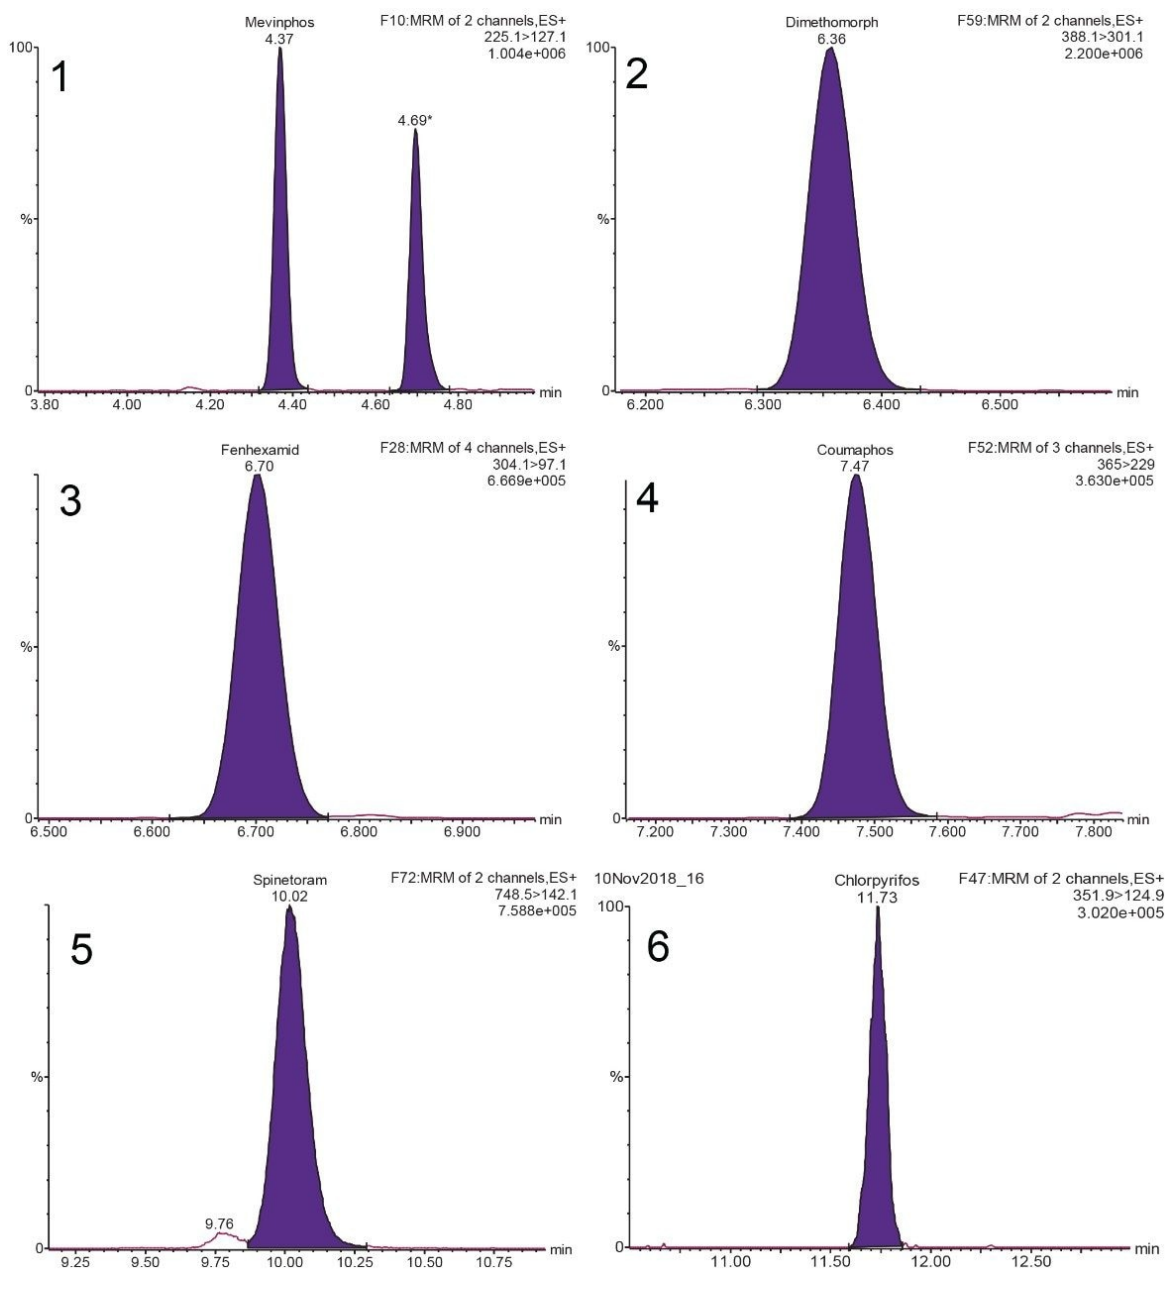 Mevinphos
4.37
F10:MRM of 2 channels,ES+
225.1>127.1
1.004e+006
1
100
%
0
4.69*
3.80 4.00 4.20 4.40 4.60 4.80 min
Dimethomorph
6.36
F59:MRM of 2 channels,ES+
388.1>301.1
2.200e+006
2
100
%
0
6.200 6.300 6.400 6.500 min
Fenhexamid
6.70
F28:MRM of 4 channels,ES+
304.1>97.1
6.669e+005
3
%
0
6.500 6.600 6.700 6.800 6.900 min
Coumaphos
7.47
F52:MRM of 3 channels,ES+
365>229
3.630e+005
4
%
0
7.200 7.300 7.400 7.500 7.600 7.700 7.800 min
Spinetoram
10.02
F72:MRM of 2 channels,ES+
748.5>142.1
7.588e+005
5
%
0
9.76
9.25 9.50 9.75 10.00 10.25 10.50 10.75 min
10Nov2018_16
Chlorpyrifos
11.73
F47:MRM of 2 channels,ES+
351.9>124.9
3.020e+005
6
100
%
0
11.00 11.50 12.00 12.50 min